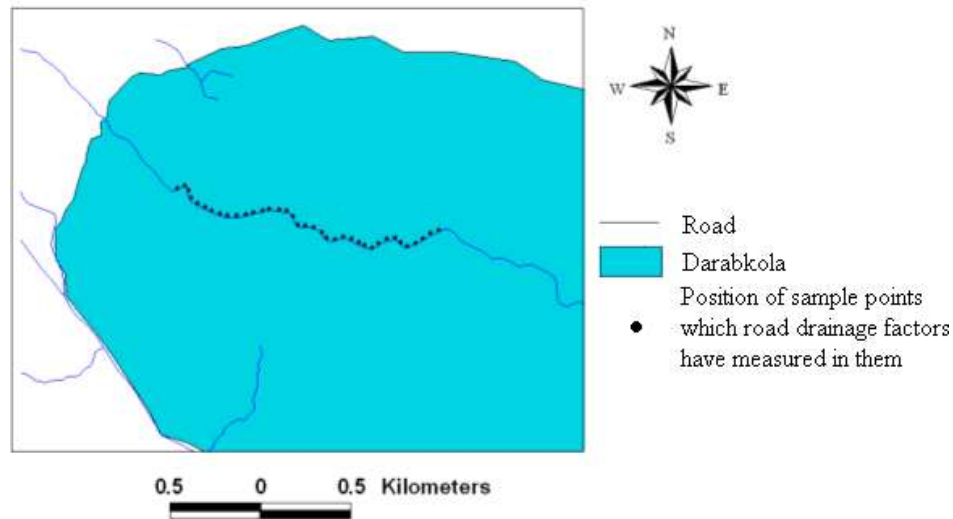 N
W E
S
Road
Darabkola
Position of sample points
which road drainage factors
have measured in them
0.5 0 0.5 Kilometers